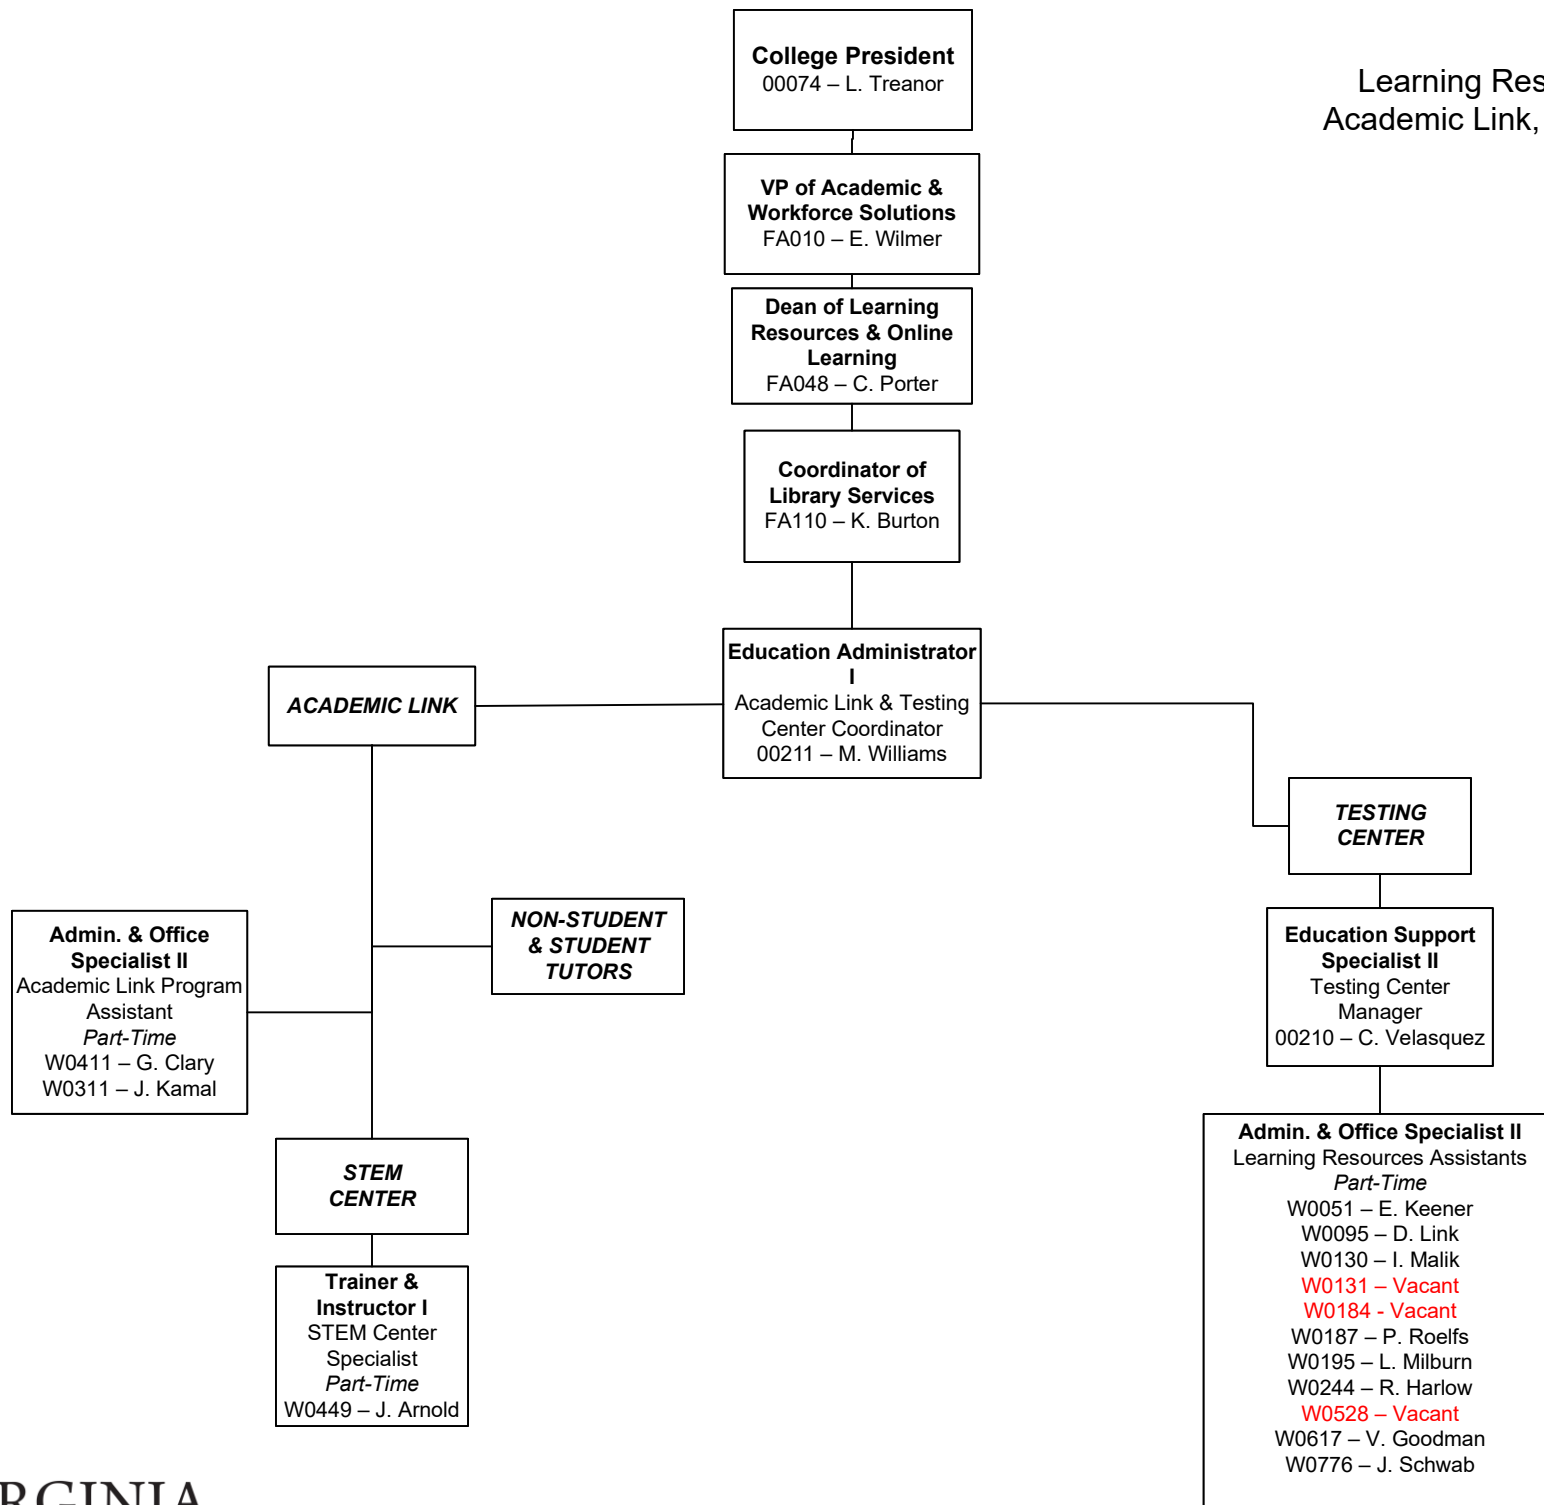 College President
00074 – L. Treanor
Learning Res
Academic Link,
VP of Academic &
Workforce Solutions
FA010 – E. Wilmer
Dean of Learning
Resources & Online
Learning
FA048 – C. Porter
Coordinator of
Library Services
FA110 – K. Burton
Education Administrator
I
Academic Link & Testing
Center Coordinator
00211 – M. Williams
ACADEMIC LINK
TESTING
CENTER
NON-STUDENT
& STUDENT
TUTORS
Admin. & Office
Specialist II
Academic Link Program
Assistant
Part-Time
W0411 – G. Clary
W0311 – J. Kamal
Education Support
Specialist II
Testing Center
Manager
00210 – C. Velasquez
STEM
CENTER
Trainer &
Instructor I
STEM Center
Specialist
Part-Time
W0449 – J. Arnold
Admin. & Office Specialist II
Learning Resources Assistants
Part-Time
W0051 – E. Keener
W0095 – D. Link
W0130 – I. Malik
W0131 – Vacant
W0184 - Vacant
W0187 – P. Roelfs
W0195 – L. Milburn
W0244 – R. Harlow
W0528 – Vacant
W0617 – V. Goodman
W0776 – J. Schwab
RGINIA